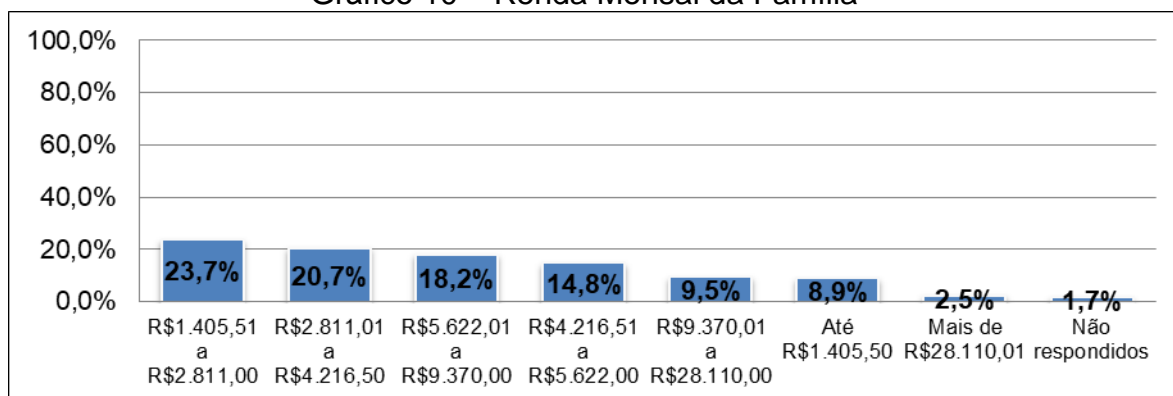 100,0%
80,0%
60,0%
40,0%
20,0%
0,0%
23,7%
20,7%
18,2%
14,8%
9,5%
8,9%
2,5%
1,7%
R$1.405,51
a
R$2.811,00
R$2.811,01
a
R$4.216,50
R$5.622,01
a
R$9.370,00
R$4.216,51
a
R$5.622,00
R$9.370,01
a
R$28.110,00
Até
R$1.405,50
Mais de
R$28.110,01
Não
respondidos